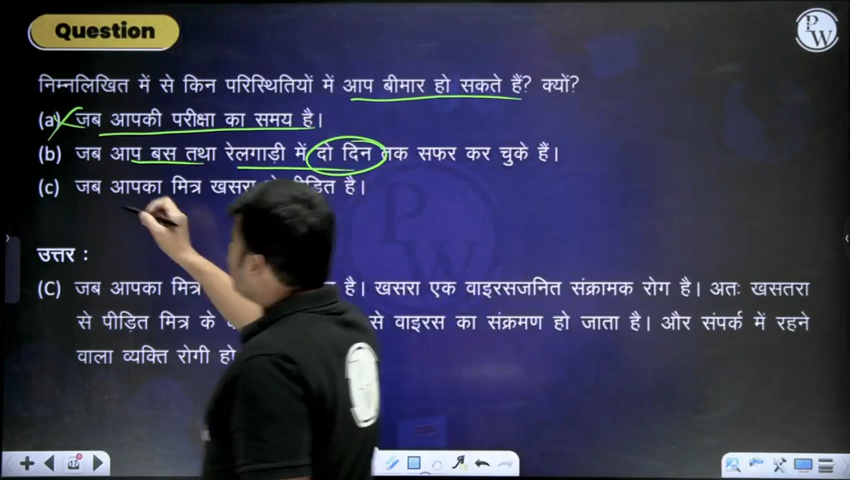 Question
PW
निम्नलिखित में से किन परिस्थितियों में आप बीमार हो सकते हैं? क्यों?
(a) जब आपकी परीक्षा का समय है।
(b) जब आप बस तथा रेलगाड़ी में दो दिन तक सफर कर चुके हैं।
(c) जब आपका मित्र खसरा पीड़ित है।
उत्तर :
(C) जब आपका मित्र है। खसरा एक वाइरसजनित संक्रामक रोग है। अतः खसतरा
से पीड़ित मित्र के से वाइरस का संक्रमण हो जाता है। और संपर्क में रहने
वाला व्यक्ति रोगी